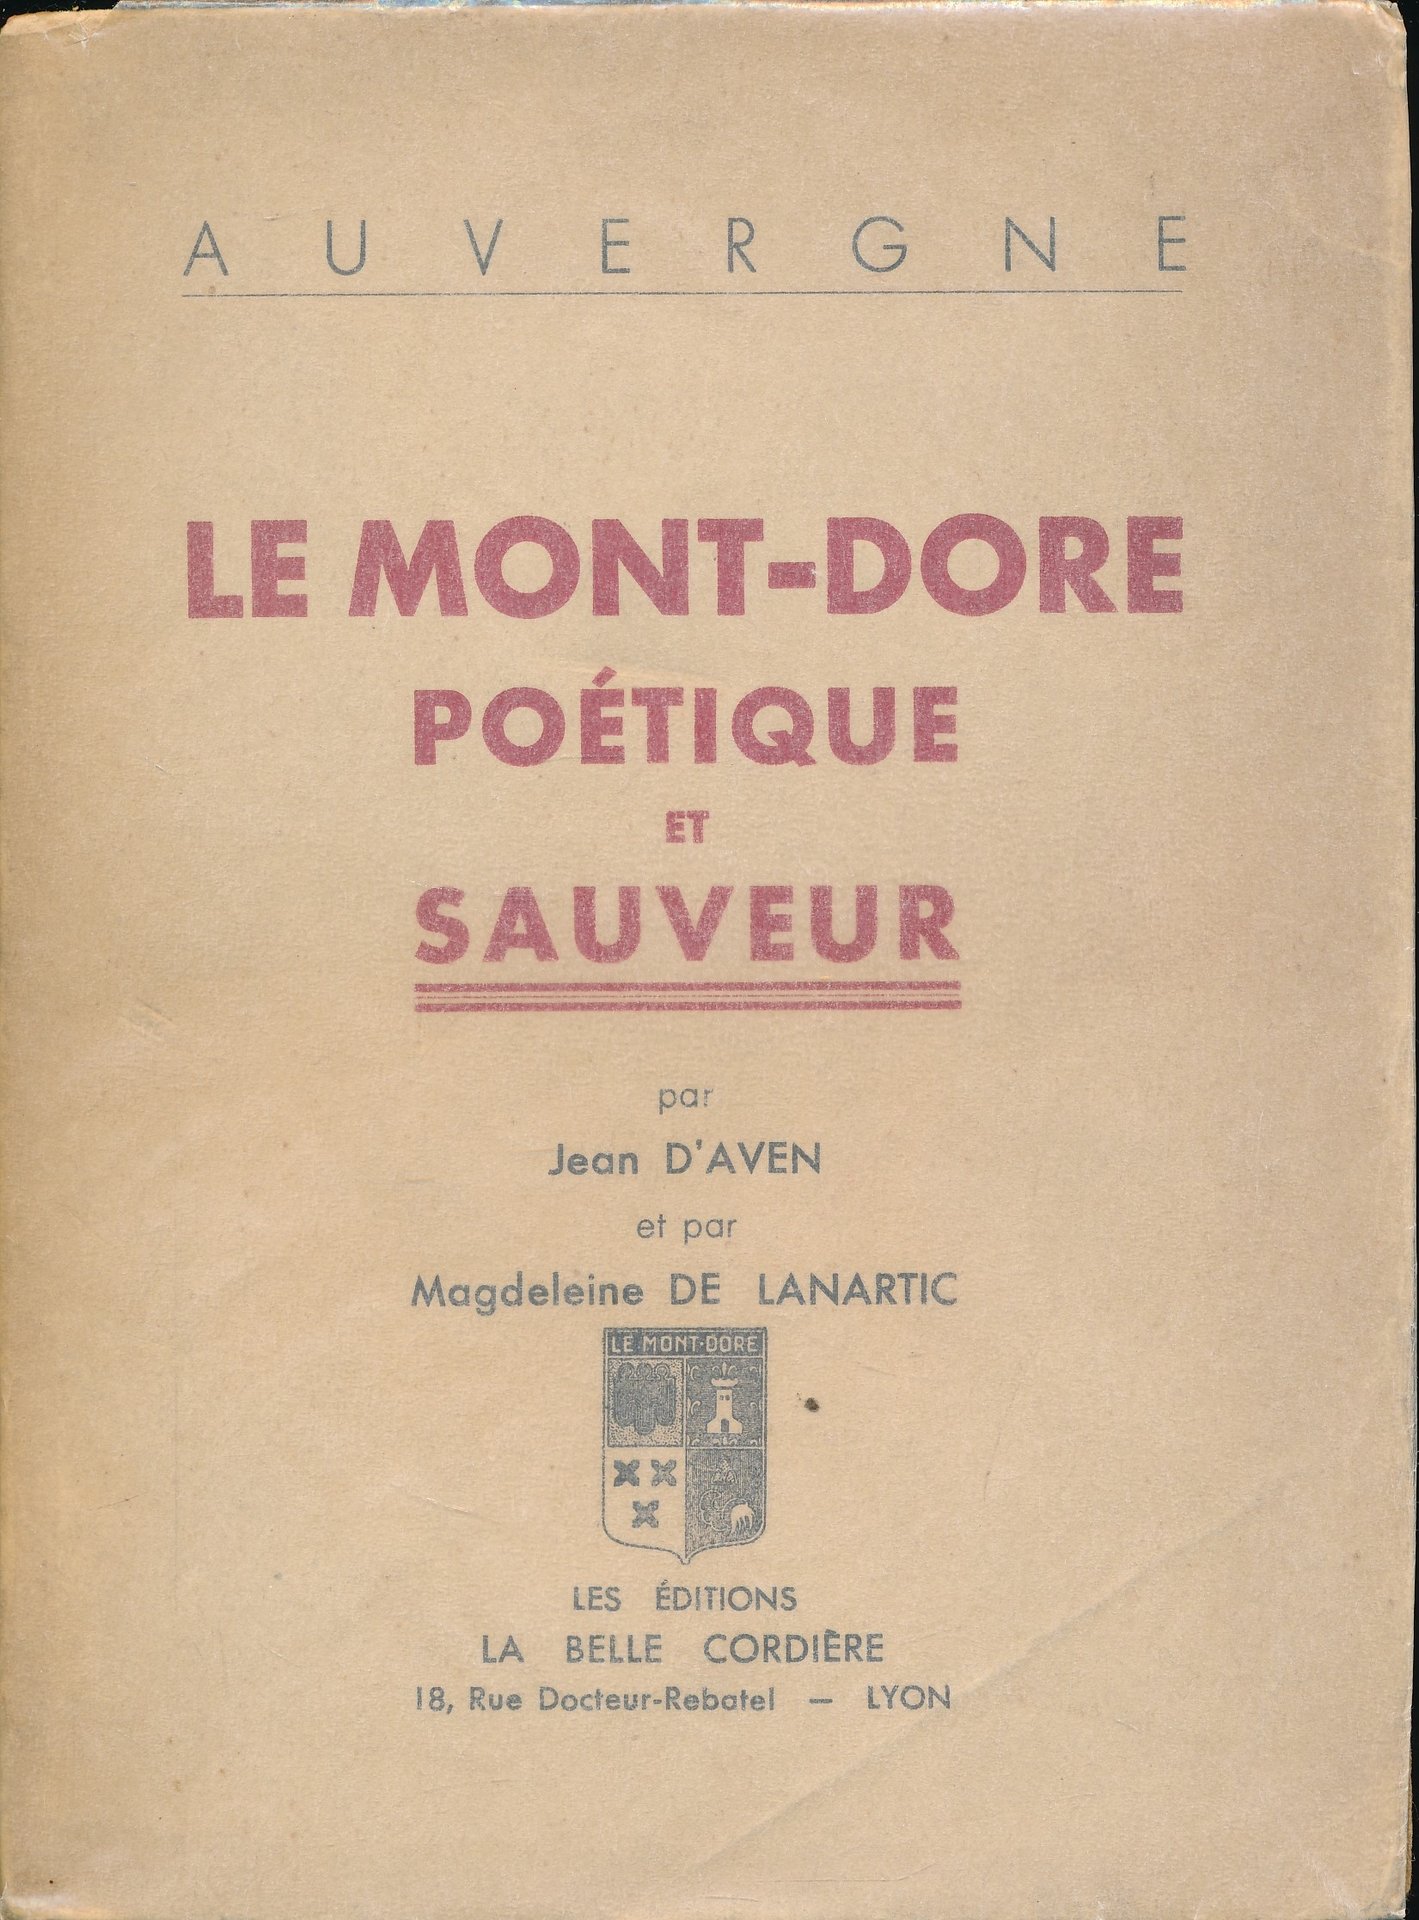 AUVERGNE
LE MONT-DORE
POÉTIQUE
ET
SAUVEUR
par
Jean D'AVEN
et par
Magdeleine DE LANARTIC
LE MONT-DORE
LES ÉDITIONS
LA BELLE CORDIÈRE
18, Rue Docteur-Rebatel — LYON